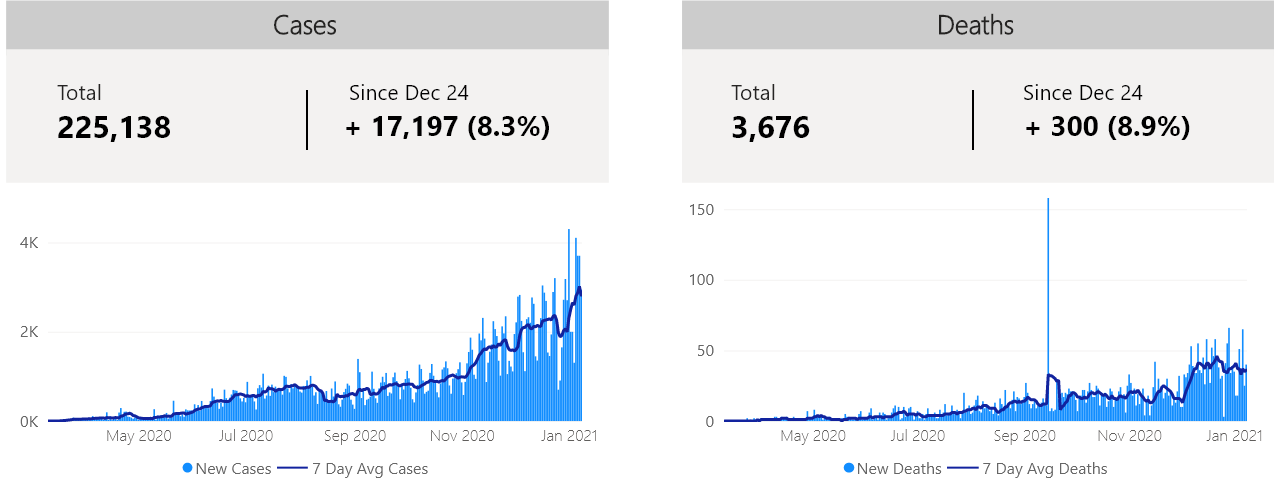 Cases
Total
225,138
Since Dec 24
+ 17,197 (8.3%)
4K
2K
0K
May 2020 Jul 2020 Sep 2020 Nov 2020 Jan 2021
New Cases 7 Day Avg Cases
Deaths
Total
3,676
Since Dec 24
+ 300 (8.9%)
150
100
50
0
May 2020 Jul 2020 Sep 2020 Nov 2020 Jan 2021
New Deaths 7 Day Avg Deaths